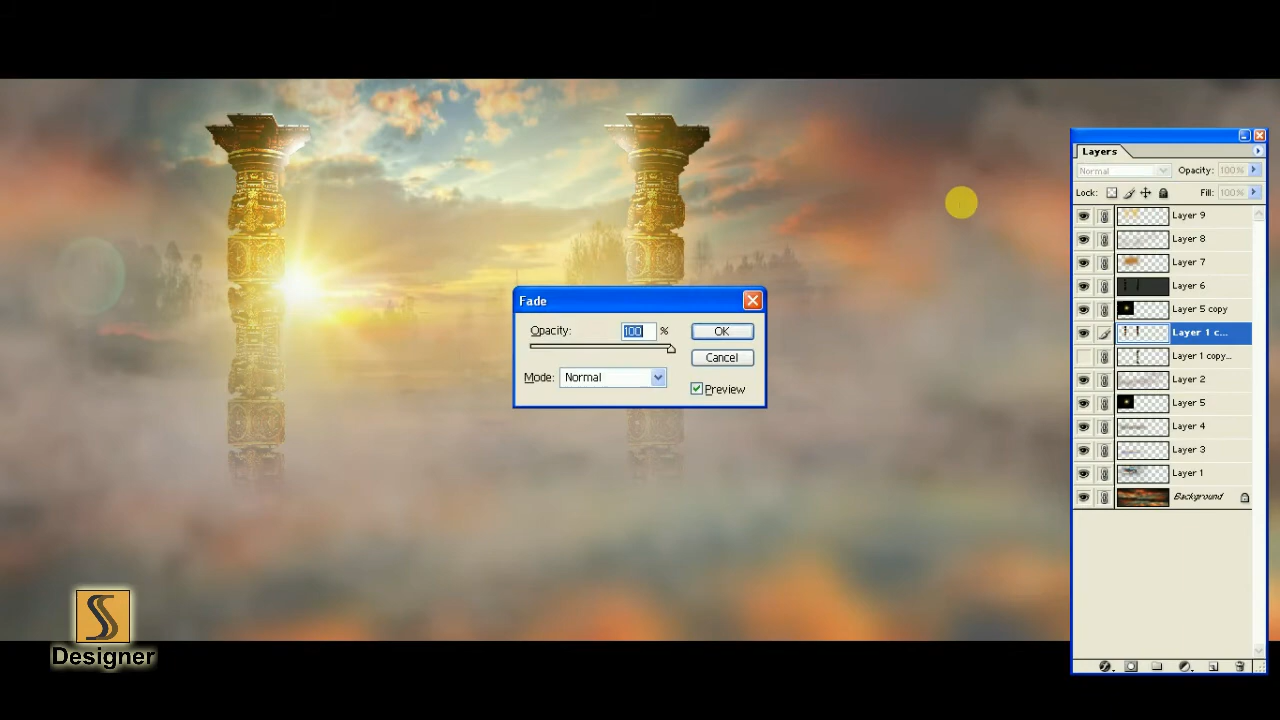 Layers
Normal
Opacity: 100%
Lock:
Fill: 100%
Layer 9
Layer 8
Layer 7
Layer 6
Layer 5 copy
Layer 1 c...
Layer 1 copy...
Layer 2
Layer 5
Layer 4
Layer 3
Layer 1
Background
Fade
Opacity: 100 %
OK
Cancel
Mode: Normal
Preview
S
Designer